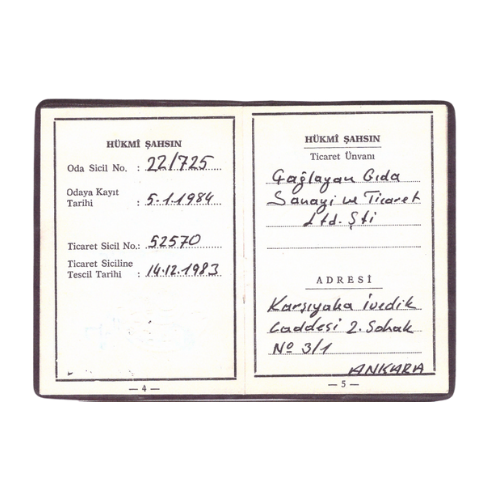 HÜKMÎ ŞAHSIN
Oda Sicil No. : 22/725
Odaya Kayıt
Tarihi : 5.1.1984
Ticaret Sicil No.: 52570
Ticaret Siciline
Tescil Tarihi : 14.12.1983
— 4 —
HÜKMÎ ŞAHSIN
Ticaret Ünvanı
Çağlayan Gıda
Sanayi ve Ticaret
Ltd. Şti
ADRESİ
Karşıyaka İvedik
Caddesi 2. Sokak
Nº 3/1
ANKARA
— 5 —